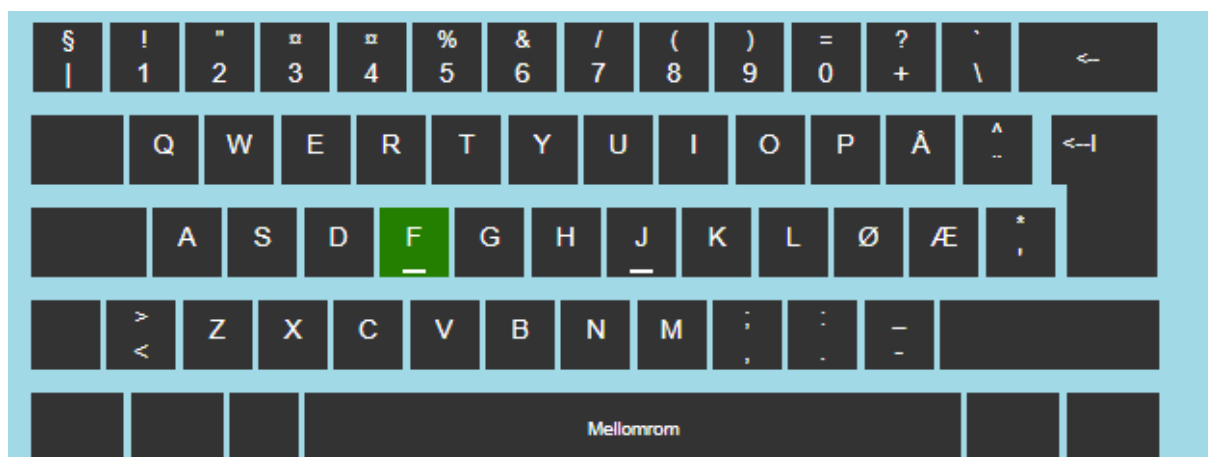 § ! " ¤ ¤ % & / ( ) = ? `
| 1 2 3 4 5 6 7 8 9 0 + \ <--
Q W E R T Y U I O P Å ^ ¨ <--I
A S D F G H J K L Ø Æ * '
> < Z X C V B N M ; , : . _ -
Mellomrom